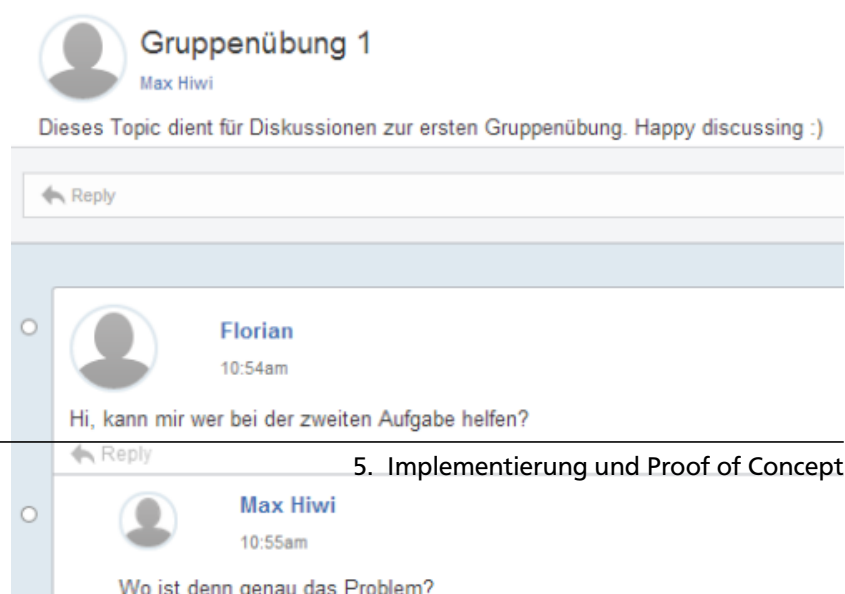 Gruppenübung 1
Max Hiwi
Dieses Topic dient für Diskussionen zur ersten Gruppenübung. Happy discussing :)
Reply
Florian
10:54am
Hi, kann mir wer bei der zweiten Aufgabe helfen?
Reply
5. Implementierung und Proof of Concept
Max Hiwi
10:55am
Wo ist denn genau das Problem?